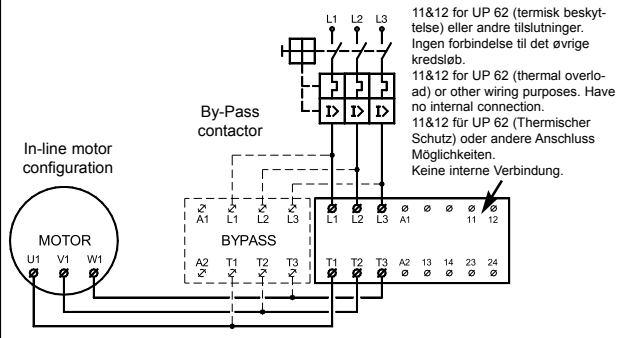 L1 L2 L3
11&12 for UP 62 (termisk beskyt-
telse) eller andre tilslutninger.
Ingen forbindelse til det øvrige
kredsløb.
11&12 for UP 62 (thermal overlo-
ad) or other wiring purposes. Have
no internal connection.
11&12 für UP 62 (Thermischer
Schutz) oder andere Anschluss
Möglichkeiten.
Keine interne Verbindung.
I> I> I>
By-Pass
contactor
In-line motor
configuration
A1 L1 L2 L3 L1 L2 L3 A1 11 12
MOTOR
BYPASS
U1 V1 W1
A2 T1 T2 T3 T1 T2 T3 A2 13 14 23 24